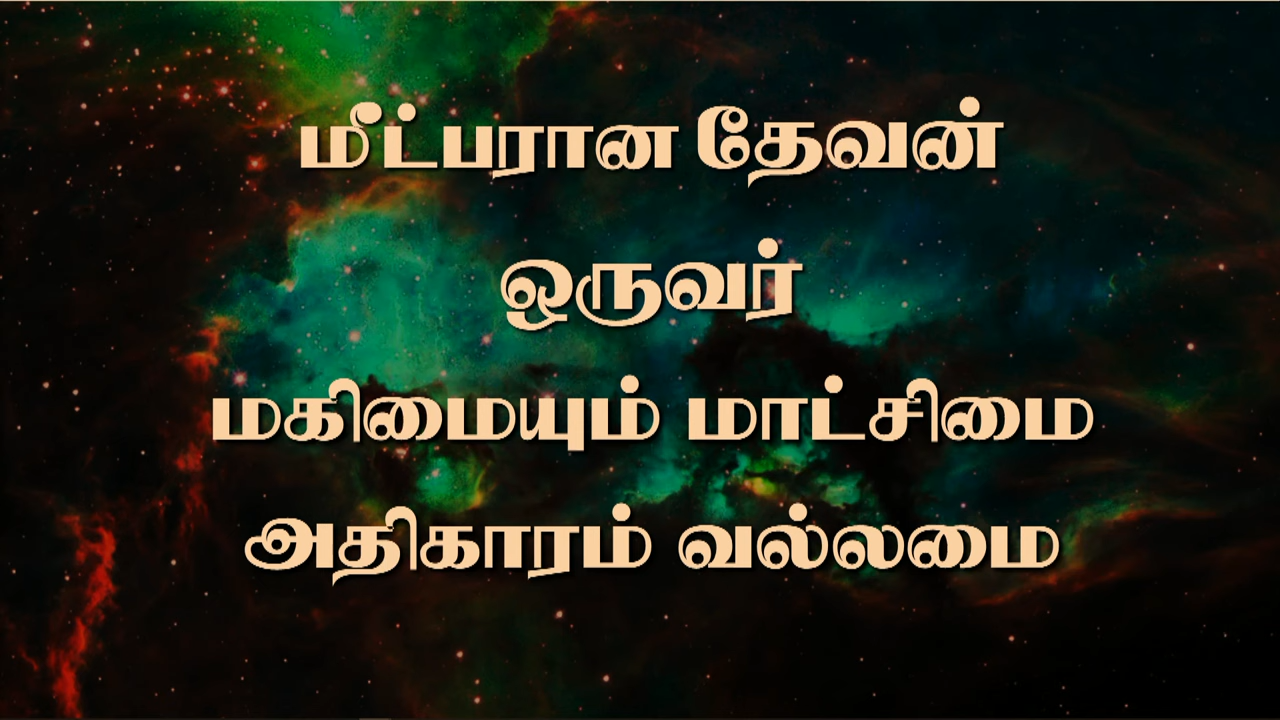 மீட்பரான தேவன்
ஒருவர்
மகிமையும் மாட்சிமை
அதிகாரம் வல்லமை